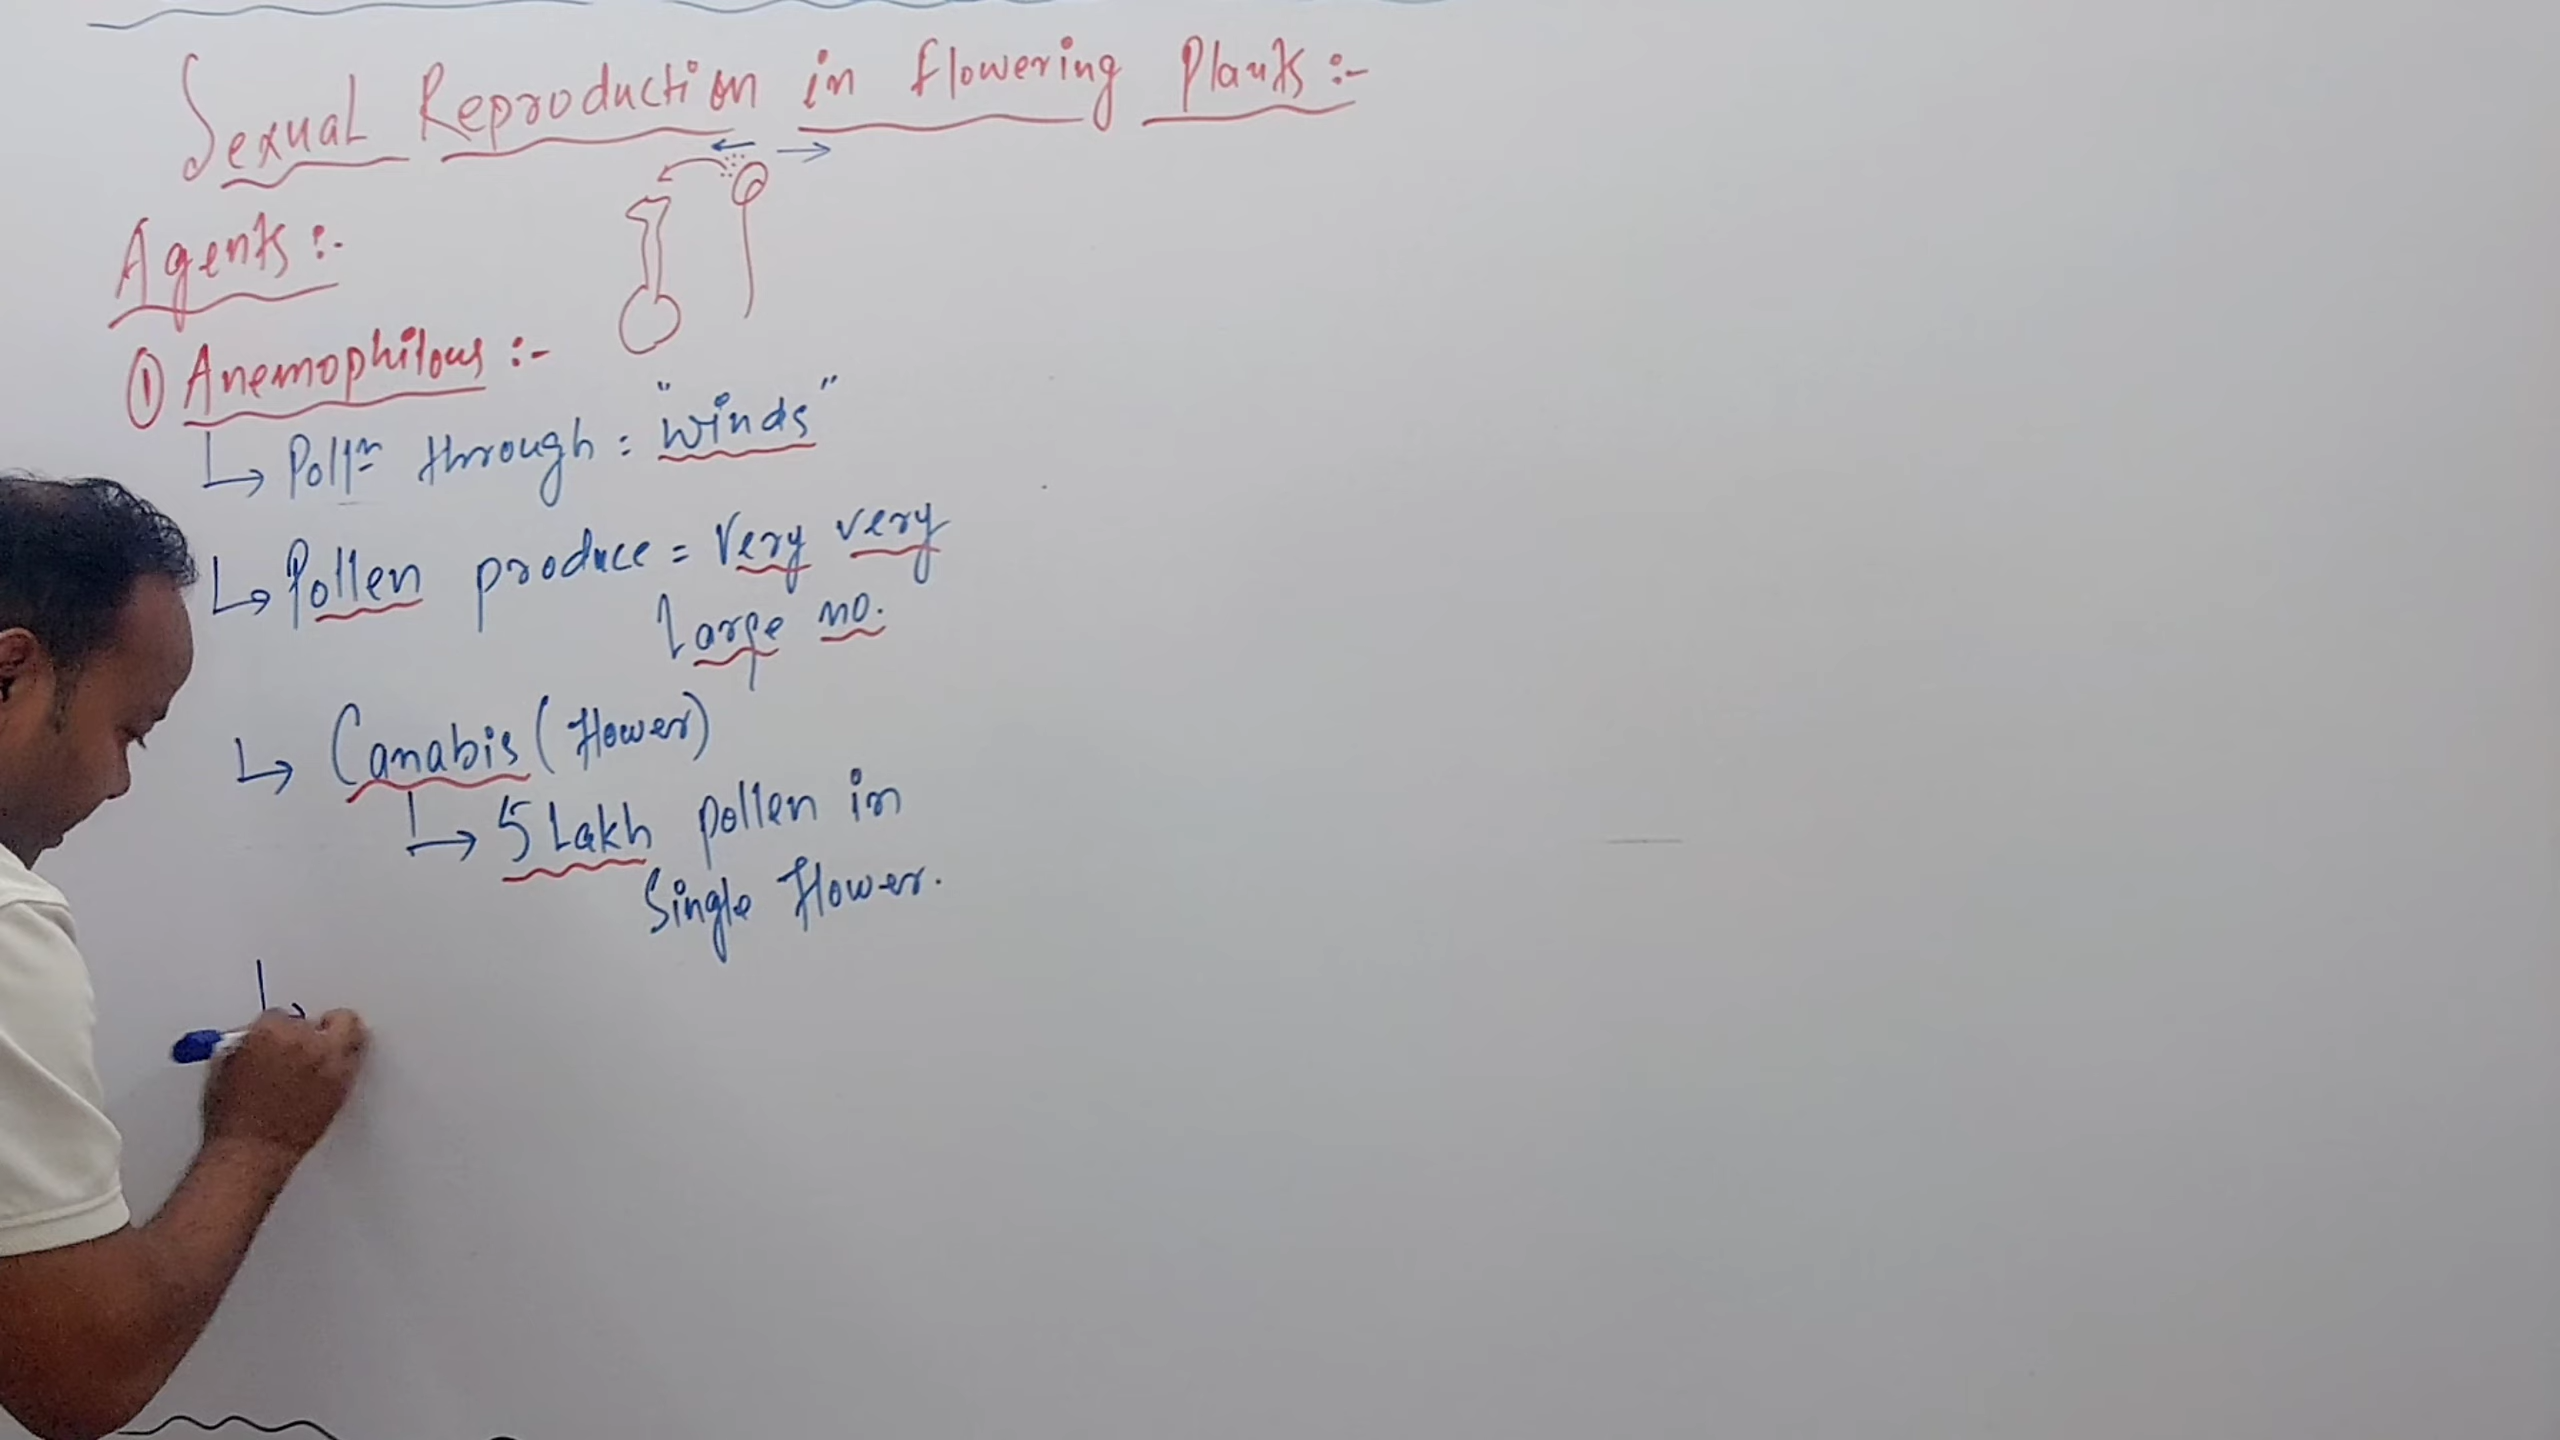 Sexual Reproduction in flowering Plants :-
Agents :-
① Anemophilous :-
↳ Pollⁿ through : "winds"
↳ Pollen produce = Very very
Large no.
↳ Canabis (flower)
↳ 5 Lakh pollen in
Single flower.